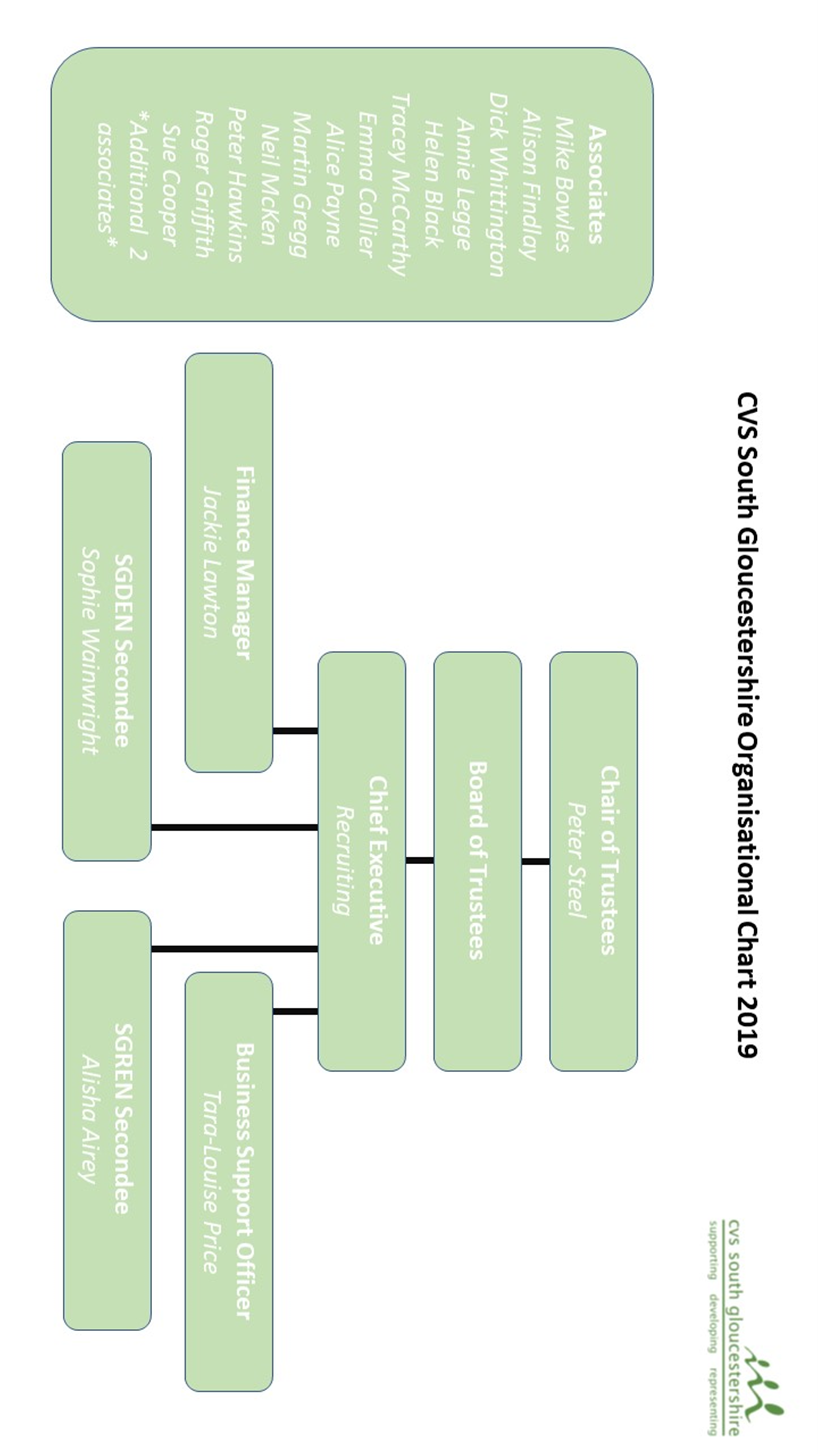 CVS South Gloucestershire Organisational Chart 2019
cvs south gloucestershire
supporting developing representing
Associates
Mike Bowles
Alison Findlay
Dick Whittington
Annie Legge
Helen Black
Tracey McCarthy
Emma Collier
Alice Payne
Martin Gregg
Neil McKen
Peter Hawkins
Roger Griffith
Sue Cooper
*Additional 2
associates*
Chair of Trustees
Peter Steel
Board of Trustees
Chief Executive
Recruiting
Finance Manager
Jackie Lawton
Business Support Officer
Tara-Louise Price
SGDEN Secondee
Sophie Wainwright
SGREN Secondee
Alisha Airey